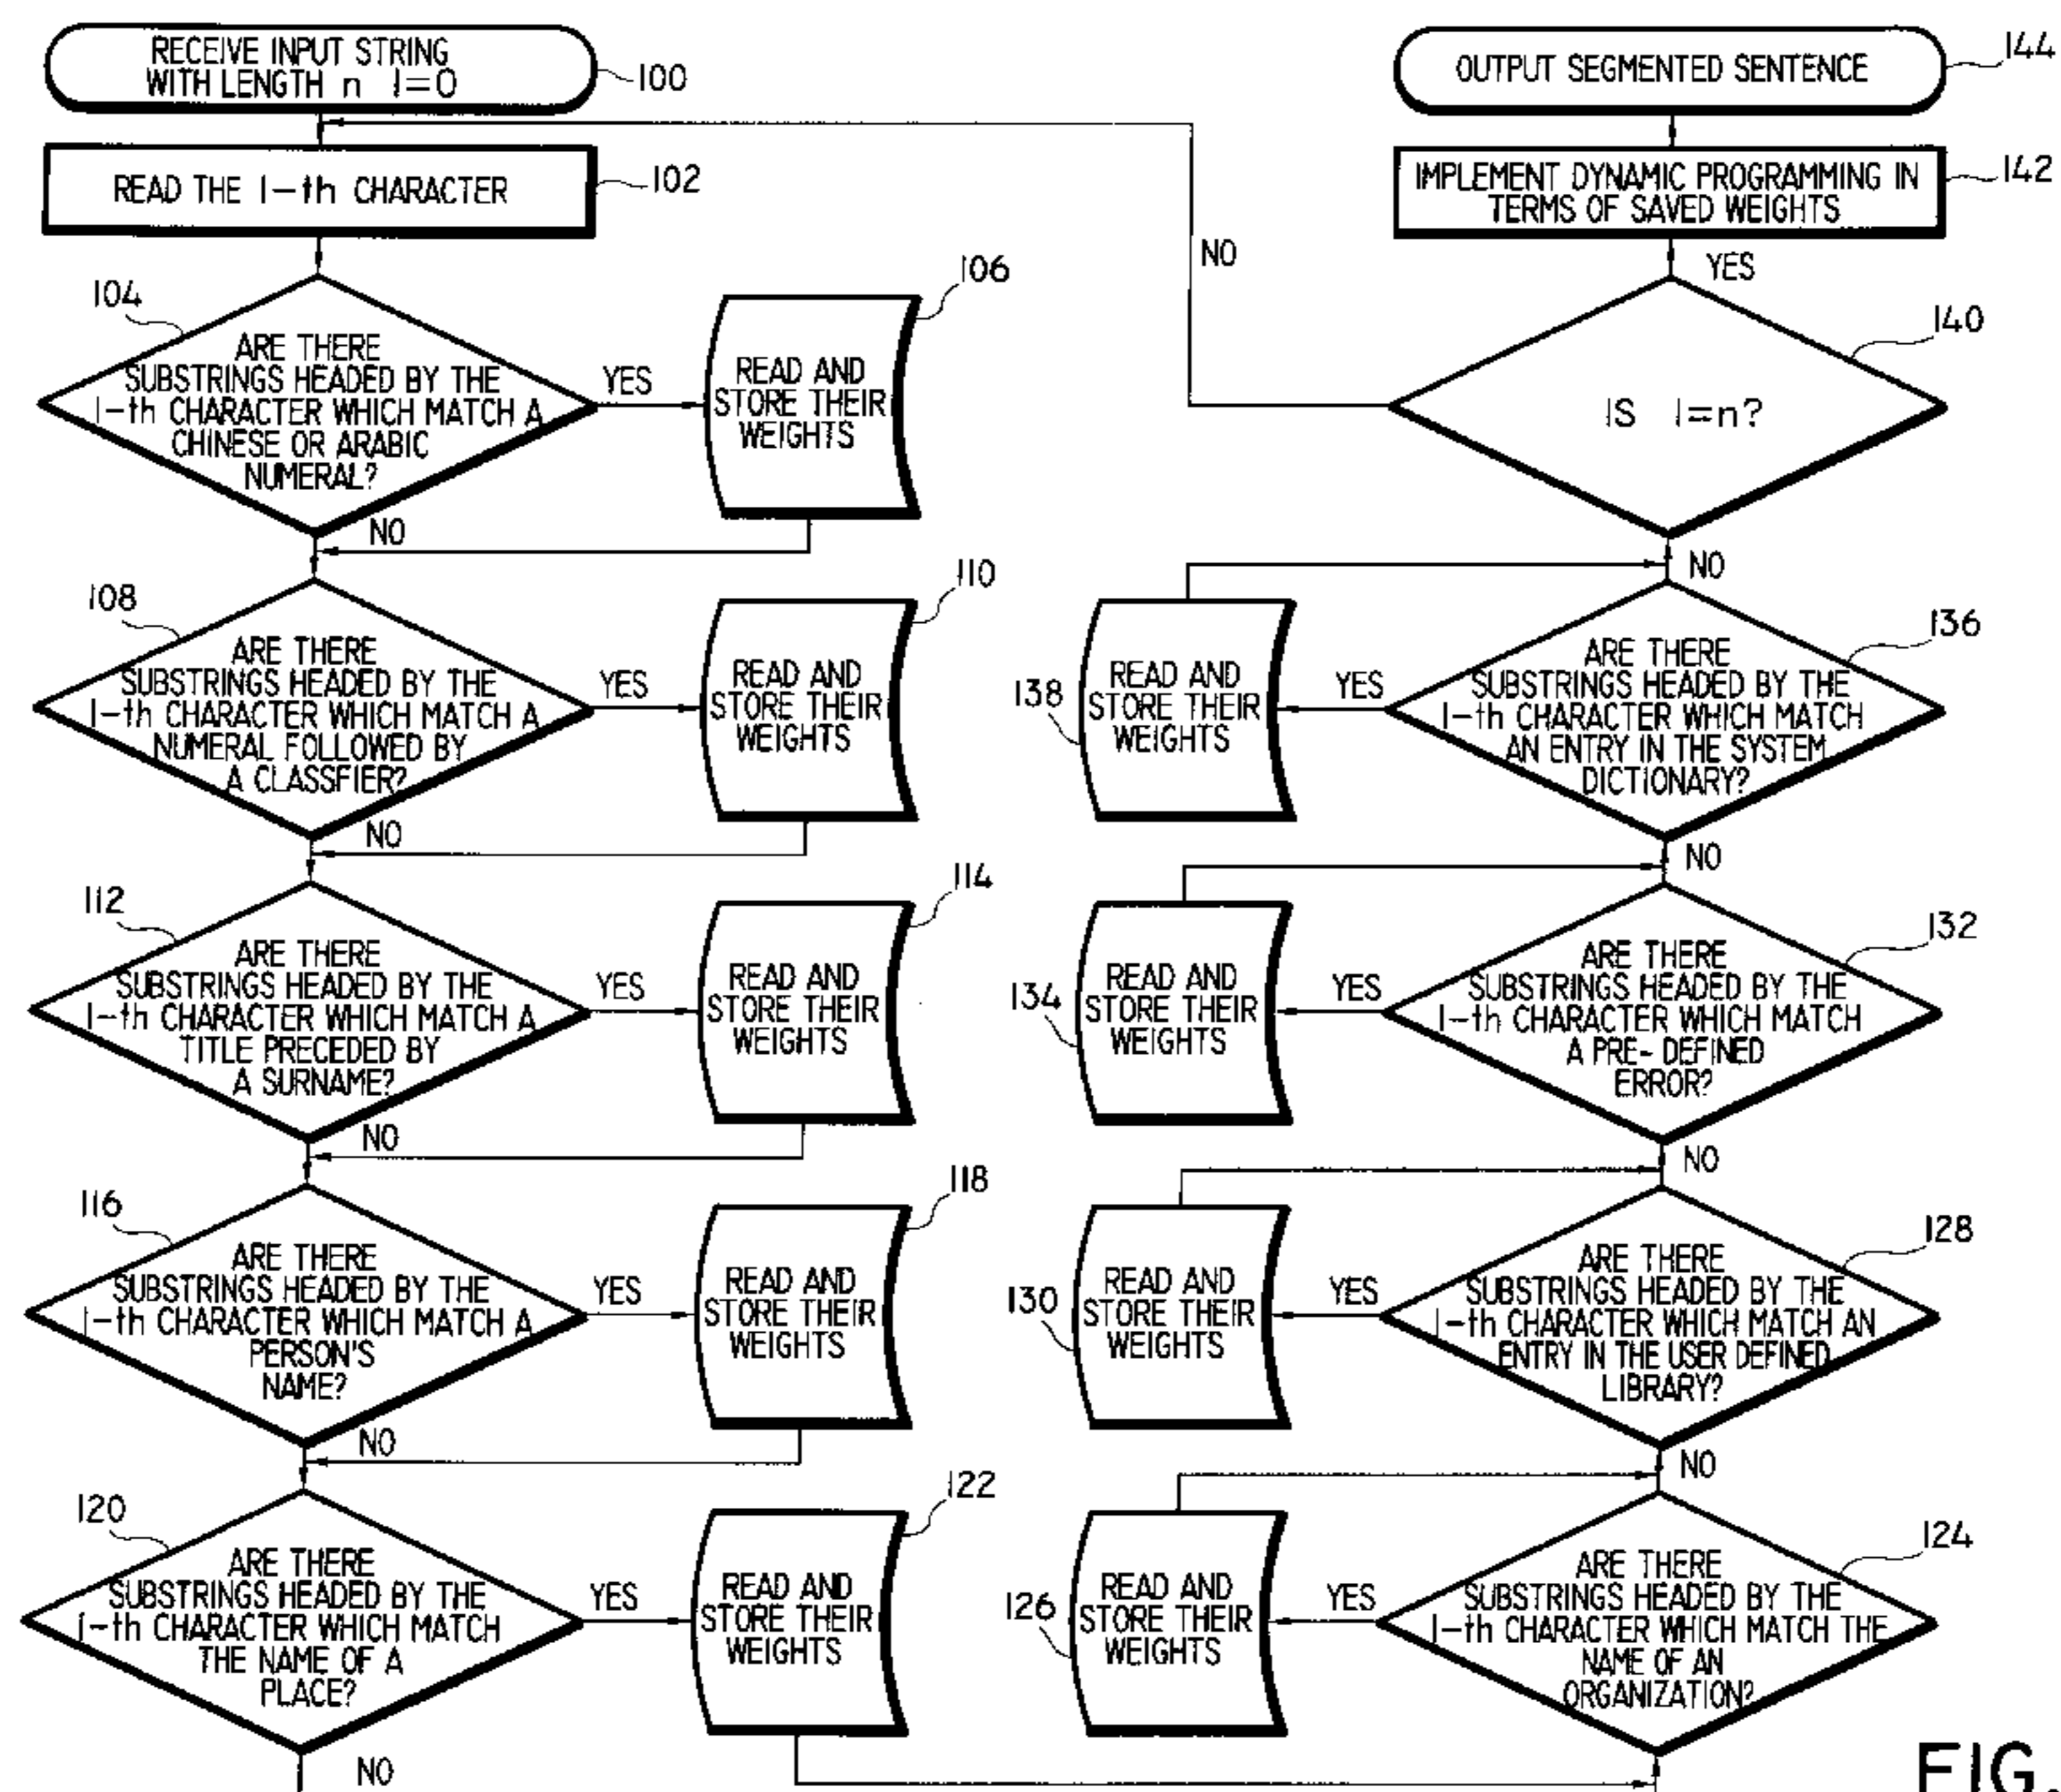 RECEIVE INPUT STRING
WITH LENGTH n I=0
100
READ THE I-th CHARACTER
102
104
ARE THERE
SUBSTRINGS HEADED BY THE
I-th CHARACTER WHICH MATCH A
CHINESE OR ARABIC
NUMERAL?
YES
NO
106
READ AND
STORE THEIR
WEIGHTS
108
ARE THERE
SUBSTRINGS HEADED BY THE
I-th CHARACTER WHICH MATCH A
NUMERAL FOLLOWED BY
A CLASSFIER?
YES
NO
110
READ AND
STORE THEIR
WEIGHTS
112
ARE THERE
SUBSTRINGS HEADED BY THE
I-th CHARACTER WHICH MATCH A
TITLE PRECEDED BY
A SURNAME?
YES
NO
114
READ AND
STORE THEIR
WEIGHTS
116
ARE THERE
SUBSTRINGS HEADED BY THE
I-th CHARACTER WHICH MATCH A
PERSON'S
NAME?
YES
NO
118
READ AND
STORE THEIR
WEIGHTS
120
ARE THERE
SUBSTRINGS HEADED BY THE
I-th CHARACTER WHICH MATCH
THE NAME OF A
PLACE?
YES
NO
122
READ AND
STORE THEIR
WEIGHTS
OUTPUT SEGMENTED SENTENCE
144
IMPLEMENT DYNAMIC PROGRAMMING IN
TERMS OF SAVED WEIGHTS
142
YES
NO
140
IS I=n?
NO
136
ARE THERE
SUBSTRINGS HEADED BY THE
I-th CHARACTER WHICH MATCH
AN ENTRY IN THE SYSTEM
DICTIONARY?
YES
138
READ AND
STORE THEIR
WEIGHTS
NO
132
ARE THERE
SUBSTRINGS HEADED BY THE
I-th CHARACTER WHICH MATCH
A PRE-DEFINED
ERROR?
YES
134
READ AND
STORE THEIR
WEIGHTS
NO
128
ARE THERE
SUBSTRINGS HEADED BY THE
I-th CHARACTER WHICH MATCH AN
ENTRY IN THE USER DEFINED
LIBRARY?
YES
130
READ AND
STORE THEIR
WEIGHTS
NO
124
ARE THERE
SUBSTRINGS HEADED BY THE
I-th CHARACTER WHICH MATCH THE
NAME OF AN
ORGANIZATION?
YES
126
READ AND
STORE THEIR
WEIGHTS
FIG.